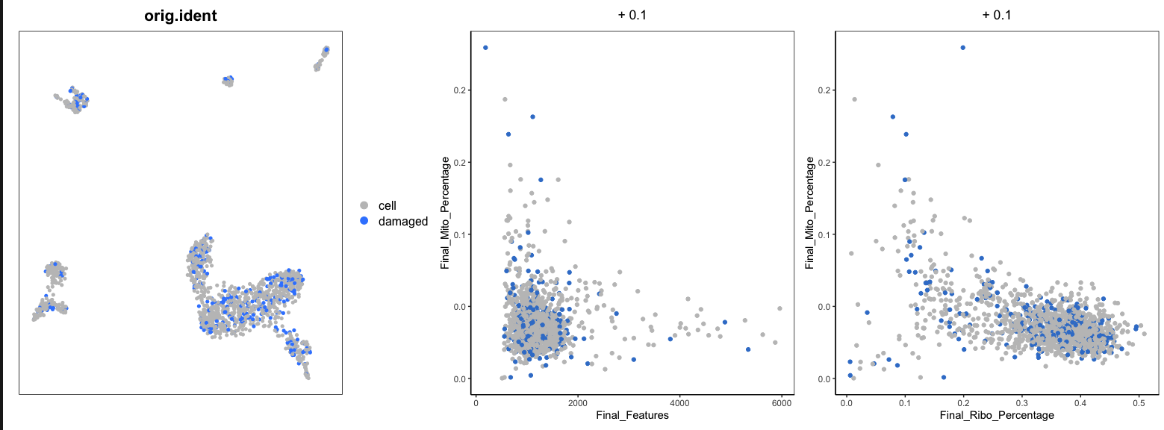 orig.ident
cell
damaged
+ 0.1
Final_Mito_Percentage
0.2
0.2
0.1
0.0
0.0
0 2000 4000 6000
Final_Features
+ 0.1
Final_Mito_Percentage
0.2
0.2
0.1
0.0
0.0
0.0 0.1 0.2 0.3 0.4 0.5
Final_Ribo_Percentage